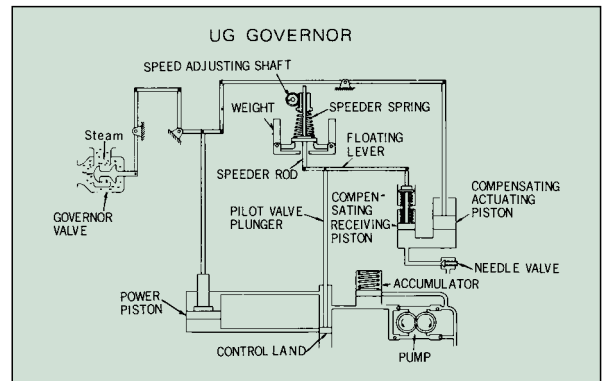 UG GOVERNOR
SPEED ADJUSTING SHAFT
WEIGHT
SPEEDER SPRING
Steam
FLOATING
LEVER
SPEEDER ROD
GOVERNOR
VALVE
PILOT VALVE
PLUNGER
COMPEN-
SATING
RECEIVING
PISTON
COMPENSATING
ACTUATING
PISTON
NEEDLE VALVE
ACCUMULATOR
POWER
PISTON
CONTROL LAND
PUMP